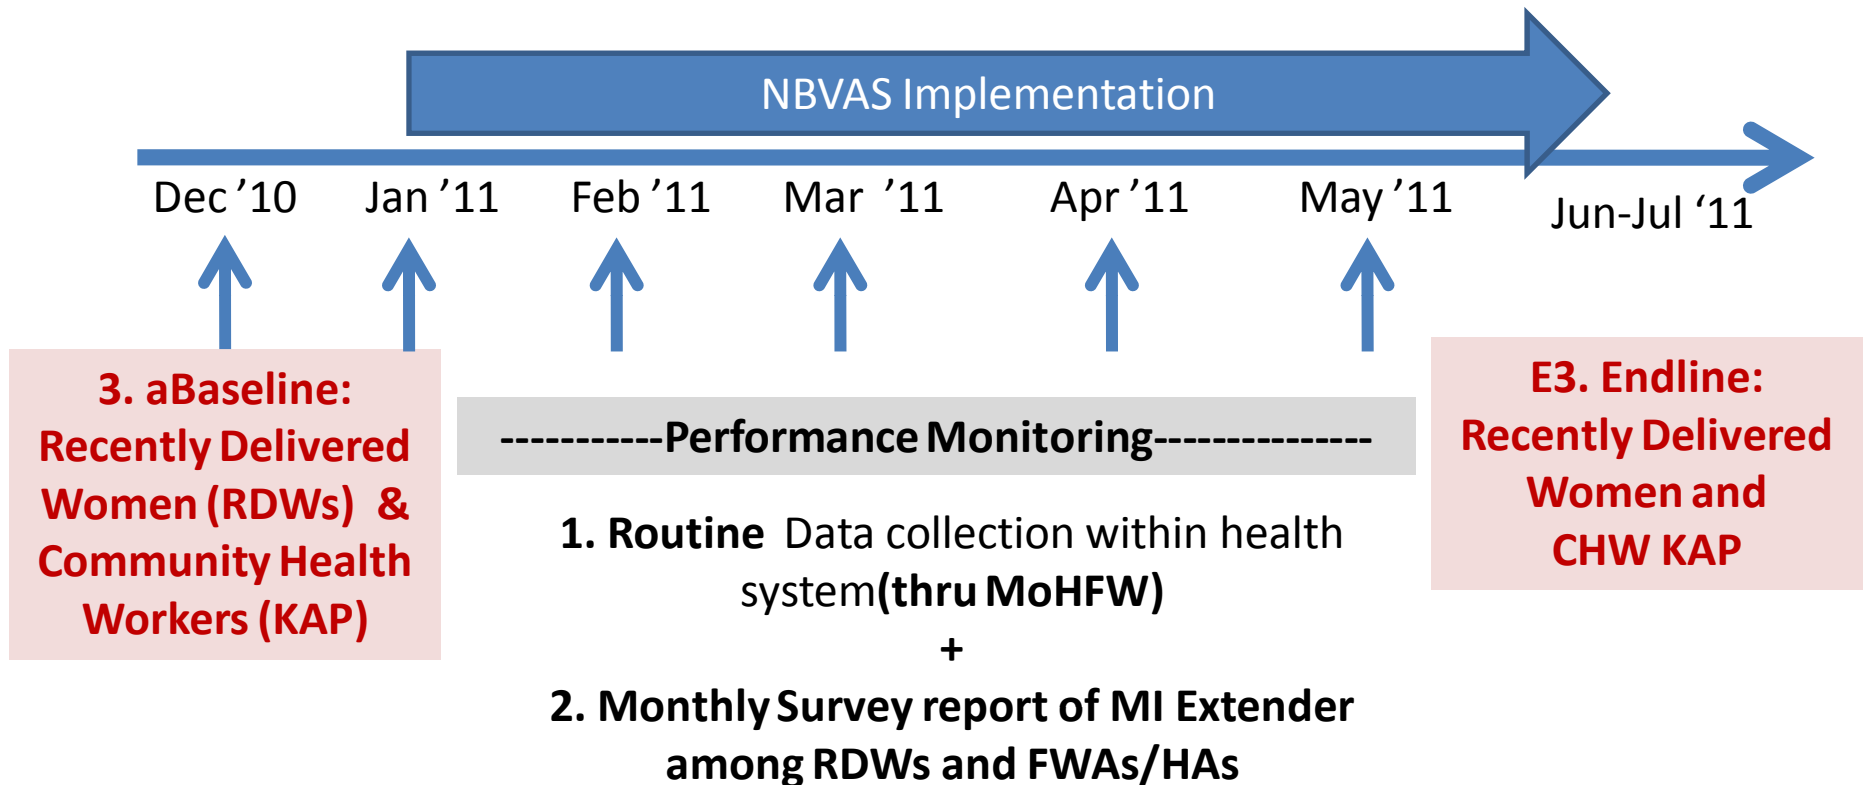 NBVAS Implementation
Dec ’10 Jan ’11 Feb ’11 Mar ’11 Apr ’11 May ’11 Jun-Jul ‘11
3. aBaseline:
Recently Delivered
Women (RDWs) &
Community Health
Workers (KAP)
-----------Performance Monitoring---------------
1. Routine Data collection within health
system(thru MoHFW)
+
2. Monthly Survey report of MI Extender
among RDWs and FWAs/HAs
E3. Endline:
Recently Delivered
Women and
CHW KAP